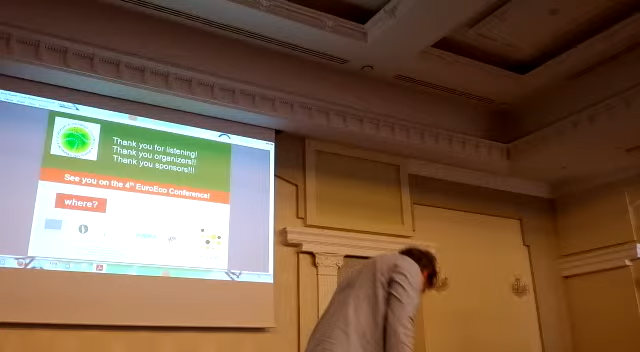 Thank you for listening!
Thank you organizers!!
Thank you sponsors!!!
See you on the 4th EuroEco Conference!
where?